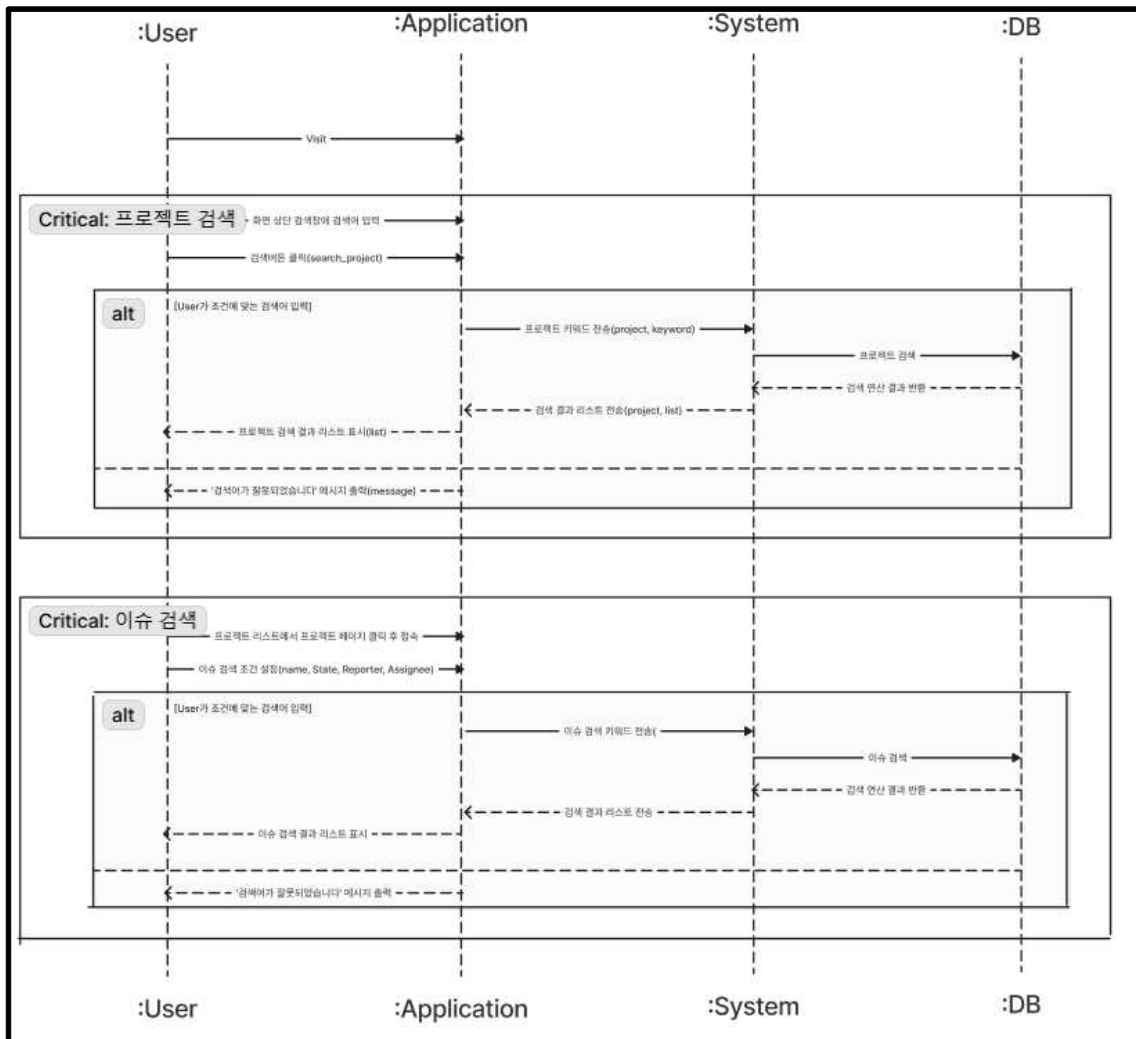 :User
:Application
:System
:DB
Visit
Critical: 프로젝트 검색
화면 상단 검색창에 검색어 입력
검색버튼 클릭(search_project)
alt
[User가 조건에 맞는 검색어 입력]
프로젝트 키워드 전송(project, keyword)
프로젝트 검색
검색 연산 결과 반환
검색 결과 리스트 전송(project, list)
프로젝트 검색 결과 리스트 표시(list)
'검색어가 잘못되었습니다' 메시지 출력(message)
Critical: 이슈 검색
프로젝트 리스트에서 프로젝트 페이지 클릭 후 접속
이슈 검색 조건 설정(name, State, Reporter, Assignee)
alt
[User가 조건에 맞는 검색어 입력]
이슈 검색 키워드 전송(
이슈 검색
검색 연산 결과 반환
검색 결과 리스트 전송
이슈 검색 결과 리스트 표시
'검색어가 잘못되었습니다' 메시지 출력
:User
:Application
:System
:DB